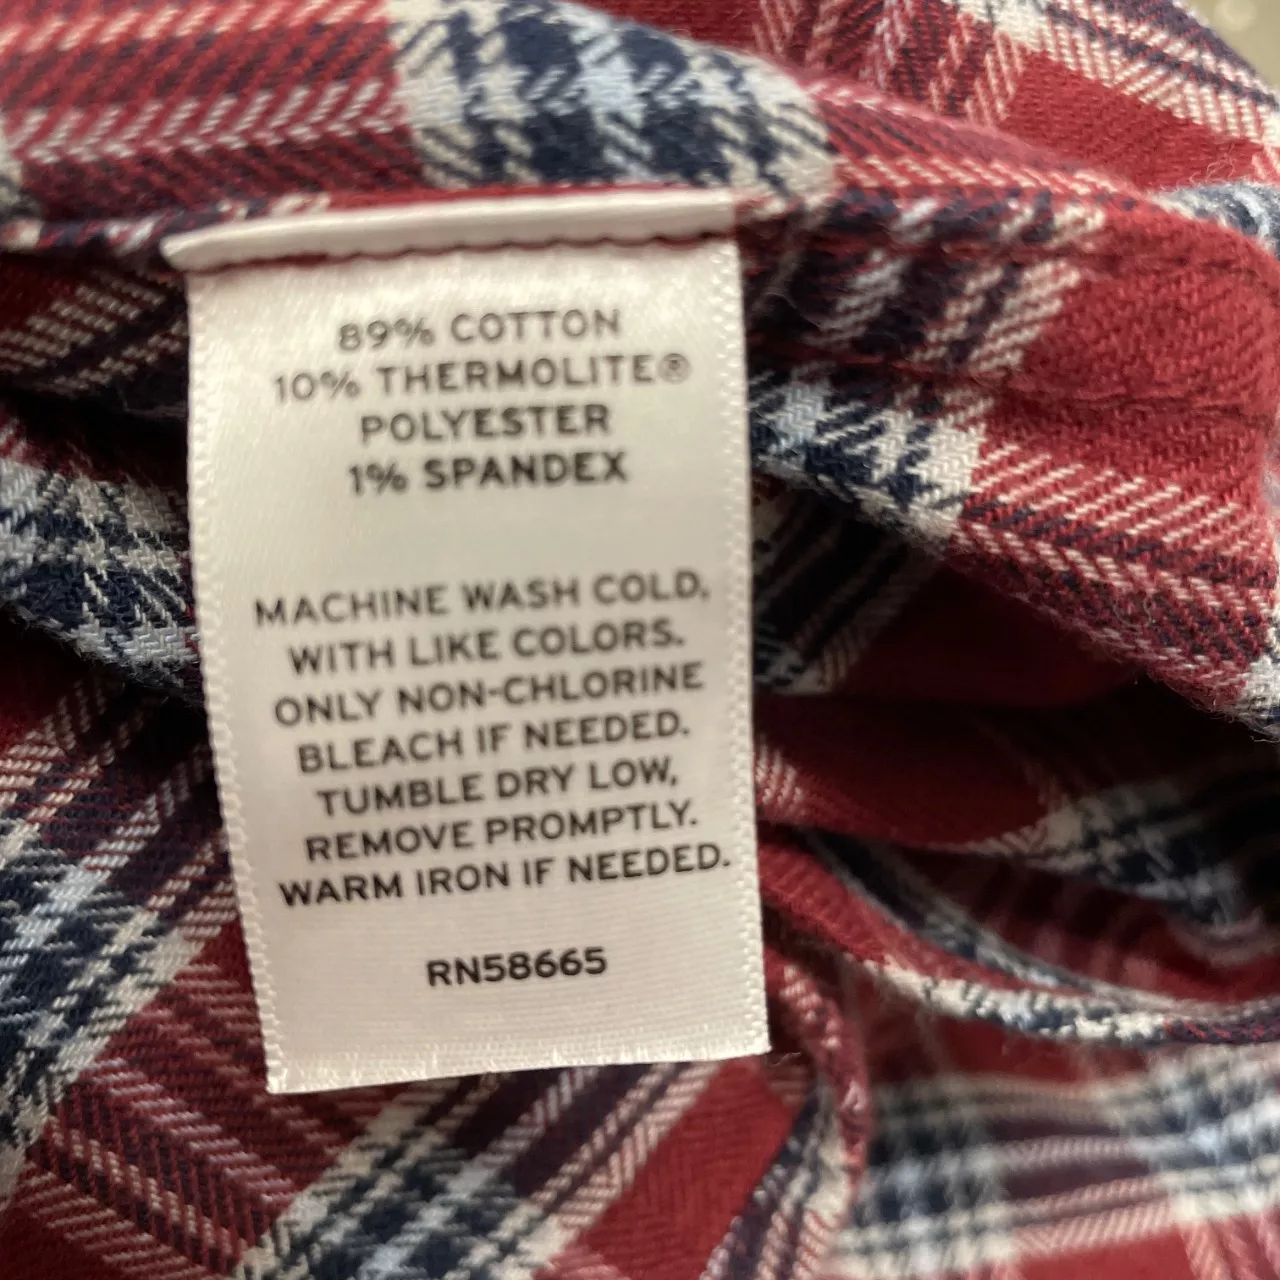 89% COTTON
10% THERMOLITE®
POLYESTER
1% SPANDEX
MACHINE WASH COLD,
WITH LIKE COLORS.
ONLY NON-CHLORINE
BLEACH IF NEEDED.
TUMBLE DRY LOW,
REMOVE PROMPTLY.
WARM IRON IF NEEDED.
RN58665